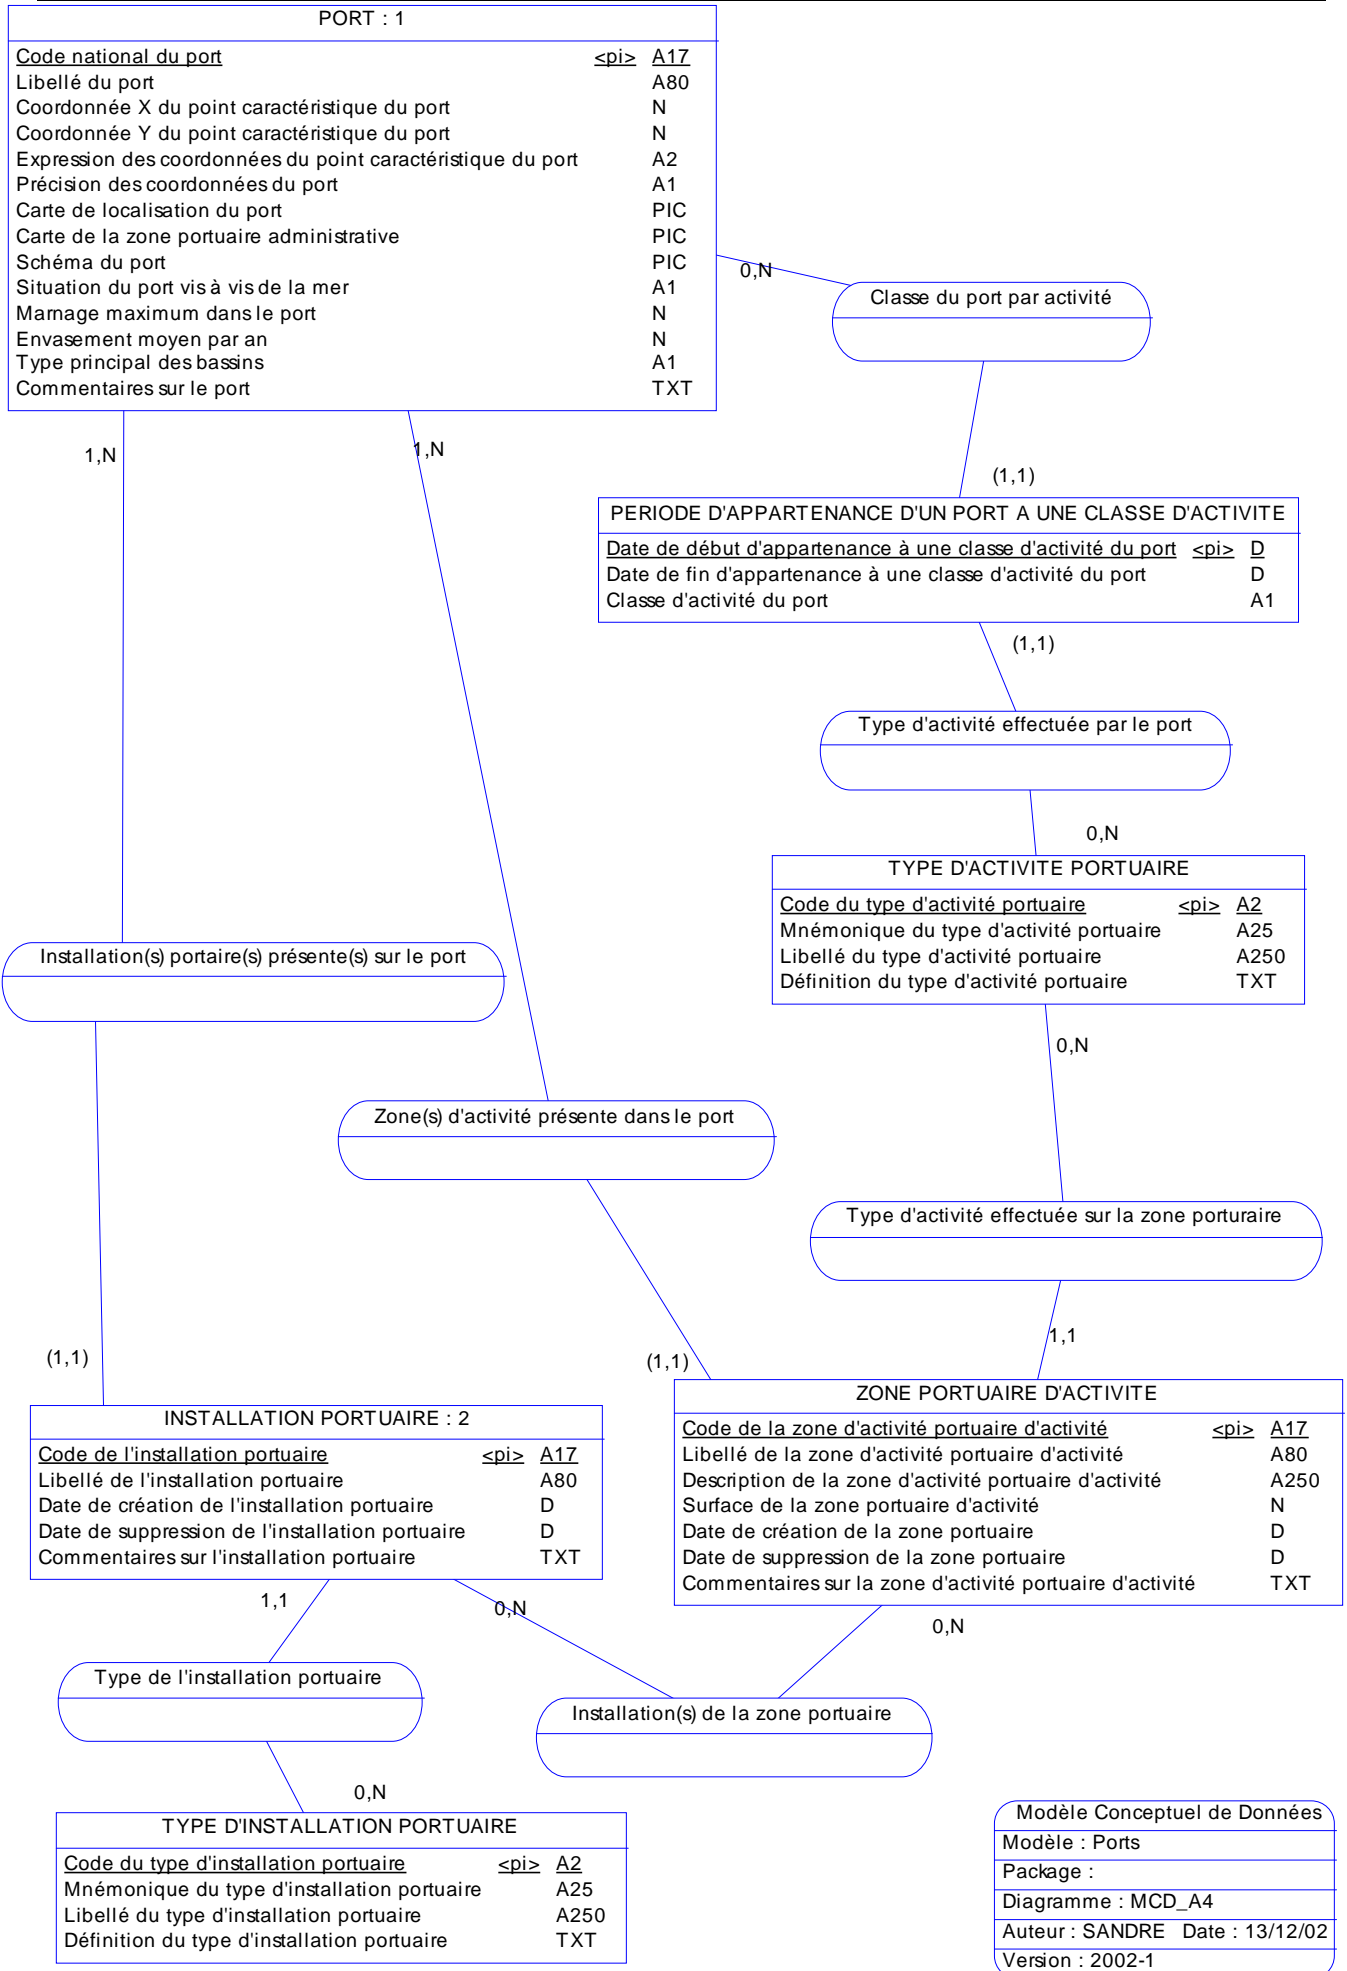 PORT : 1
Code national du port <pi> A17
Libellé du port A80
Coordonnée X du point caractéristique du port N
Coordonnée Y du point caractéristique du port N
Expression des coordonnées du point caractéristique du port A2
Précision des coordonnées du port A1
Carte de localisation du port PIC
Carte de la zone portuaire administrative PIC
Schéma du port PIC
Situation du port vis à vis de la mer A1
Marnage maximum dans le port N
Envasement moyen par an N
Type principal des bassins A1
Commentaires sur le port TXT
0,N
Classe du port par activité
1,N
1,N
(1,1)
PERIODE D'APPARTENANCE D'UN PORT A UNE CLASSE D'ACTIVITE
Date de début d'appartenance à une classe d'activité du port <pi> D
Date de fin d'appartenance à une classe d'activité du port D
Classe d'activité du port A1
(1,1)
Type d'activité effectuée par le port
0,N
TYPE D'ACTIVITE PORTUAIRE
Code du type d'activité portuaire <pi> A2
Mnémonique du type d'activité portuaire A25
Libellé du type d'activité portuaire A250
Définition du type d'activité portuaire TXT
Installation(s) portaire(s) présente(s) sur le port
0,N
Zone(s) d'activité présente dans le port
Type d'activité effectuée sur la zone porturaire
1,1
(1,1)
(1,1)
ZONE PORTUAIRE D'ACTIVITE
Code de la zone d'activité portuaire d'activité <pi> A17
Libellé de la zone d'activité portuaire d'activité A80
Description de la zone d'activité portuaire d'activité A250
Surface de la zone portuaire d'activité N
Date de création de la zone portuaire D
Date de suppression de la zone portuaire D
Commentaires sur la zone d'activité portuaire d'activité TXT
INSTALLATION PORTUAIRE : 2
Code de l'installation portuaire <pi> A17
Libellé de l'installation portuaire A80
Date de création de l'installation portuaire D
Date de suppression de l'installation portuaire D
Commentaires sur l'installation portuaire TXT
1,1
0,N
0,N
Type de l'installation portuaire
Installation(s) de la zone portuaire
0,N
TYPE D'INSTALLATION PORTUAIRE
Code du type d'installation portuaire <pi> A2
Mnémonique du type d'installation portuaire A25
Libellé du type d'installation portuaire A250
Définition du type d'installation portuaire TXT
Modèle Conceptuel de Données
Modèle : Ports
Package :
Diagramme : MCD_A4
Auteur : SANDRE Date : 13/12/02
Version : 2002-1